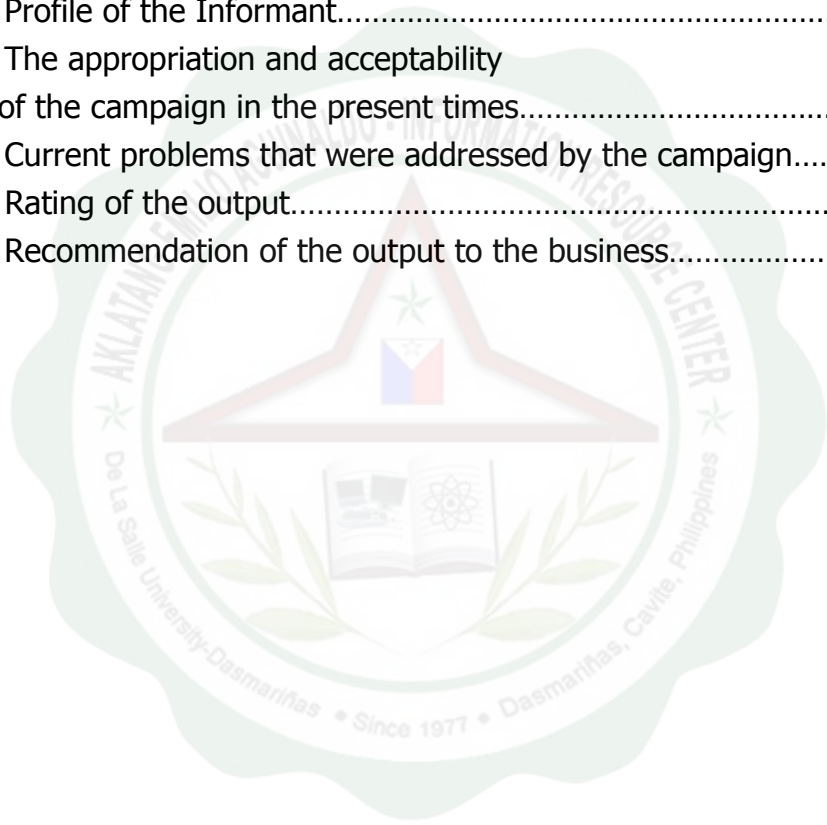 Profile of the Informant.................................................................
The appropriation and acceptability
of the campaign in the present times...................................
Current problems that were addressed by the campaign....
Rating of the output.............................................................
Recommendation of the output to the business..................
AKLATANG EMILIO AGUINALDO - INFORMATION RESOURCE CENTER
De La Salle University-Dasmariñas • Since 1977 • Dasmariñas, Cavite, Philippines